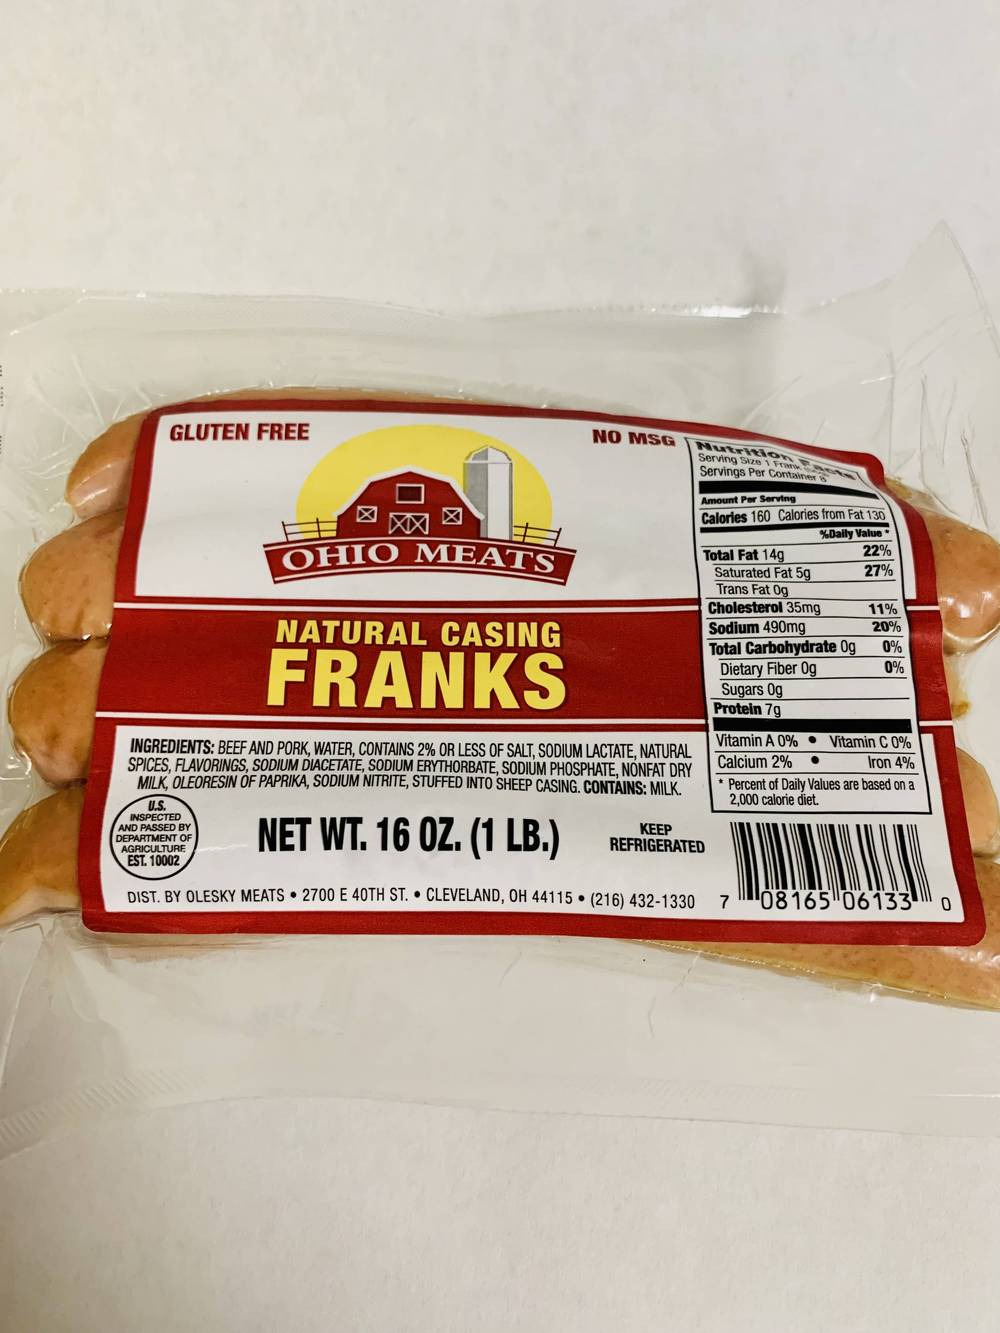 GLUTEN FREE
NO MSG
OHIO MEATS
NATURAL CASING
FRANKS
INGREDIENTS: BEEF AND PORK, WATER, CONTAINS 2% OR LESS OF SALT, SODIUM LACTATE, NATURAL
SPICES, FLAVORINGS, SODIUM DIACETATE, SODIUM ERYTHORBATE, SODIUM PHOSPHATE, NONFAT DRY
MILK, OLEORESIN OF PAPRIKA, SODIUM NITRITE, STUFFED INTO SHEEP CASING. CONTAINS: MILK.
U.S.
INSPECTED
AND PASSED BY
DEPARTMENT OF
AGRICULTURE
EST. 10002
NET WT. 16 OZ. (1 LB.)
KEEP
REFRIGERATED
DIST. BY OLESKY MEATS • 2700 E 40TH ST. • CLEVELAND, OH 44115 • (216) 432-1330
Nutrition Facts
Serving Size 1 Frank
Servings Per Container 8
Amount Per Serving
Calories 160 Calories from Fat 130
%Daily Value *
Total Fat 14g 22%
Saturated Fat 5g 27%
Trans Fat 0g
Cholesterol 35mg 11%
Sodium 490mg 20%
Total Carbohydrate 0g 0%
Dietary Fiber 0g 0%
Sugars 0g
Protein 7g
Vitamin A 0% • Vitamin C 0%
Calcium 2% • Iron 4%
* Percent of Daily Values are based on a
2,000 calorie diet.
7 08165 06133 0